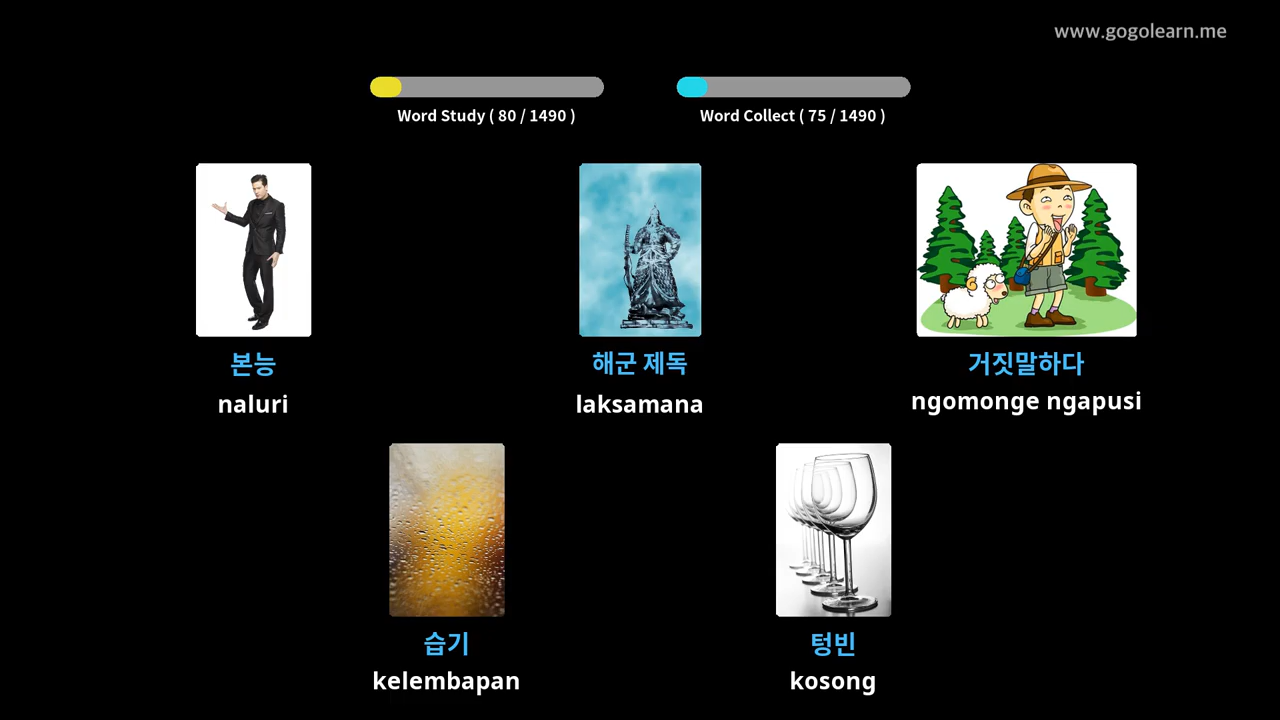 www.gogolearn.me
Word Study ( 80 / 1490 )
Word Collect ( 75 / 1490 )
본능
naluri
해군 제독
laksamana
거짓말하다
ngomonge ngapusi
습기
kelembapan
텅빈
kosong